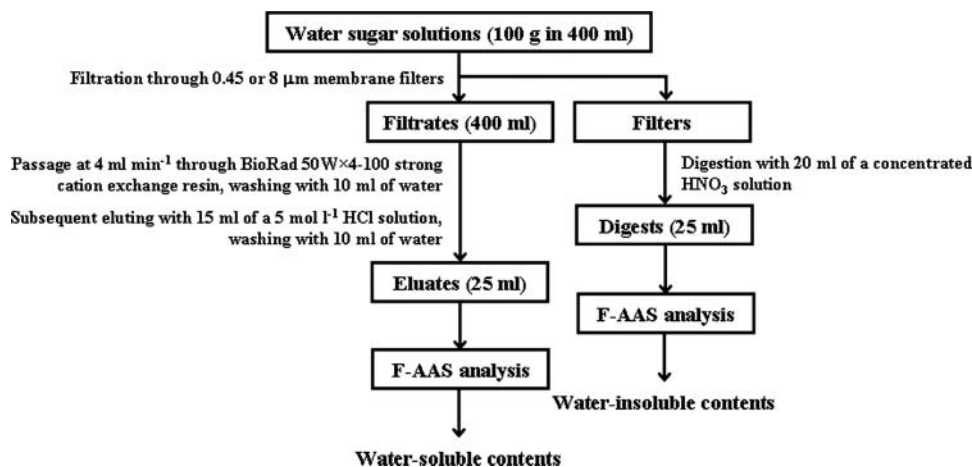 Water sugar solutions (100 g in 400 ml)
Filtration through 0.45 or 8 μm membrane filters
Filtrates (400 ml)
Filters
Passage at 4 ml min⁻¹ through BioRad 50W×4-100 strong
cation exchange resin, washing with 10 ml of water
Subsequent eluting with 15 ml of a 5 mol l⁻¹ HCl solution,
washing with 10 ml of water
Digestion with 20 ml of a concentrated
HNO₃ solution
Digests (25 ml)
Eluates (25 ml)
F-AAS analysis
F-AAS analysis
Water-insoluble contents
Water-soluble contents